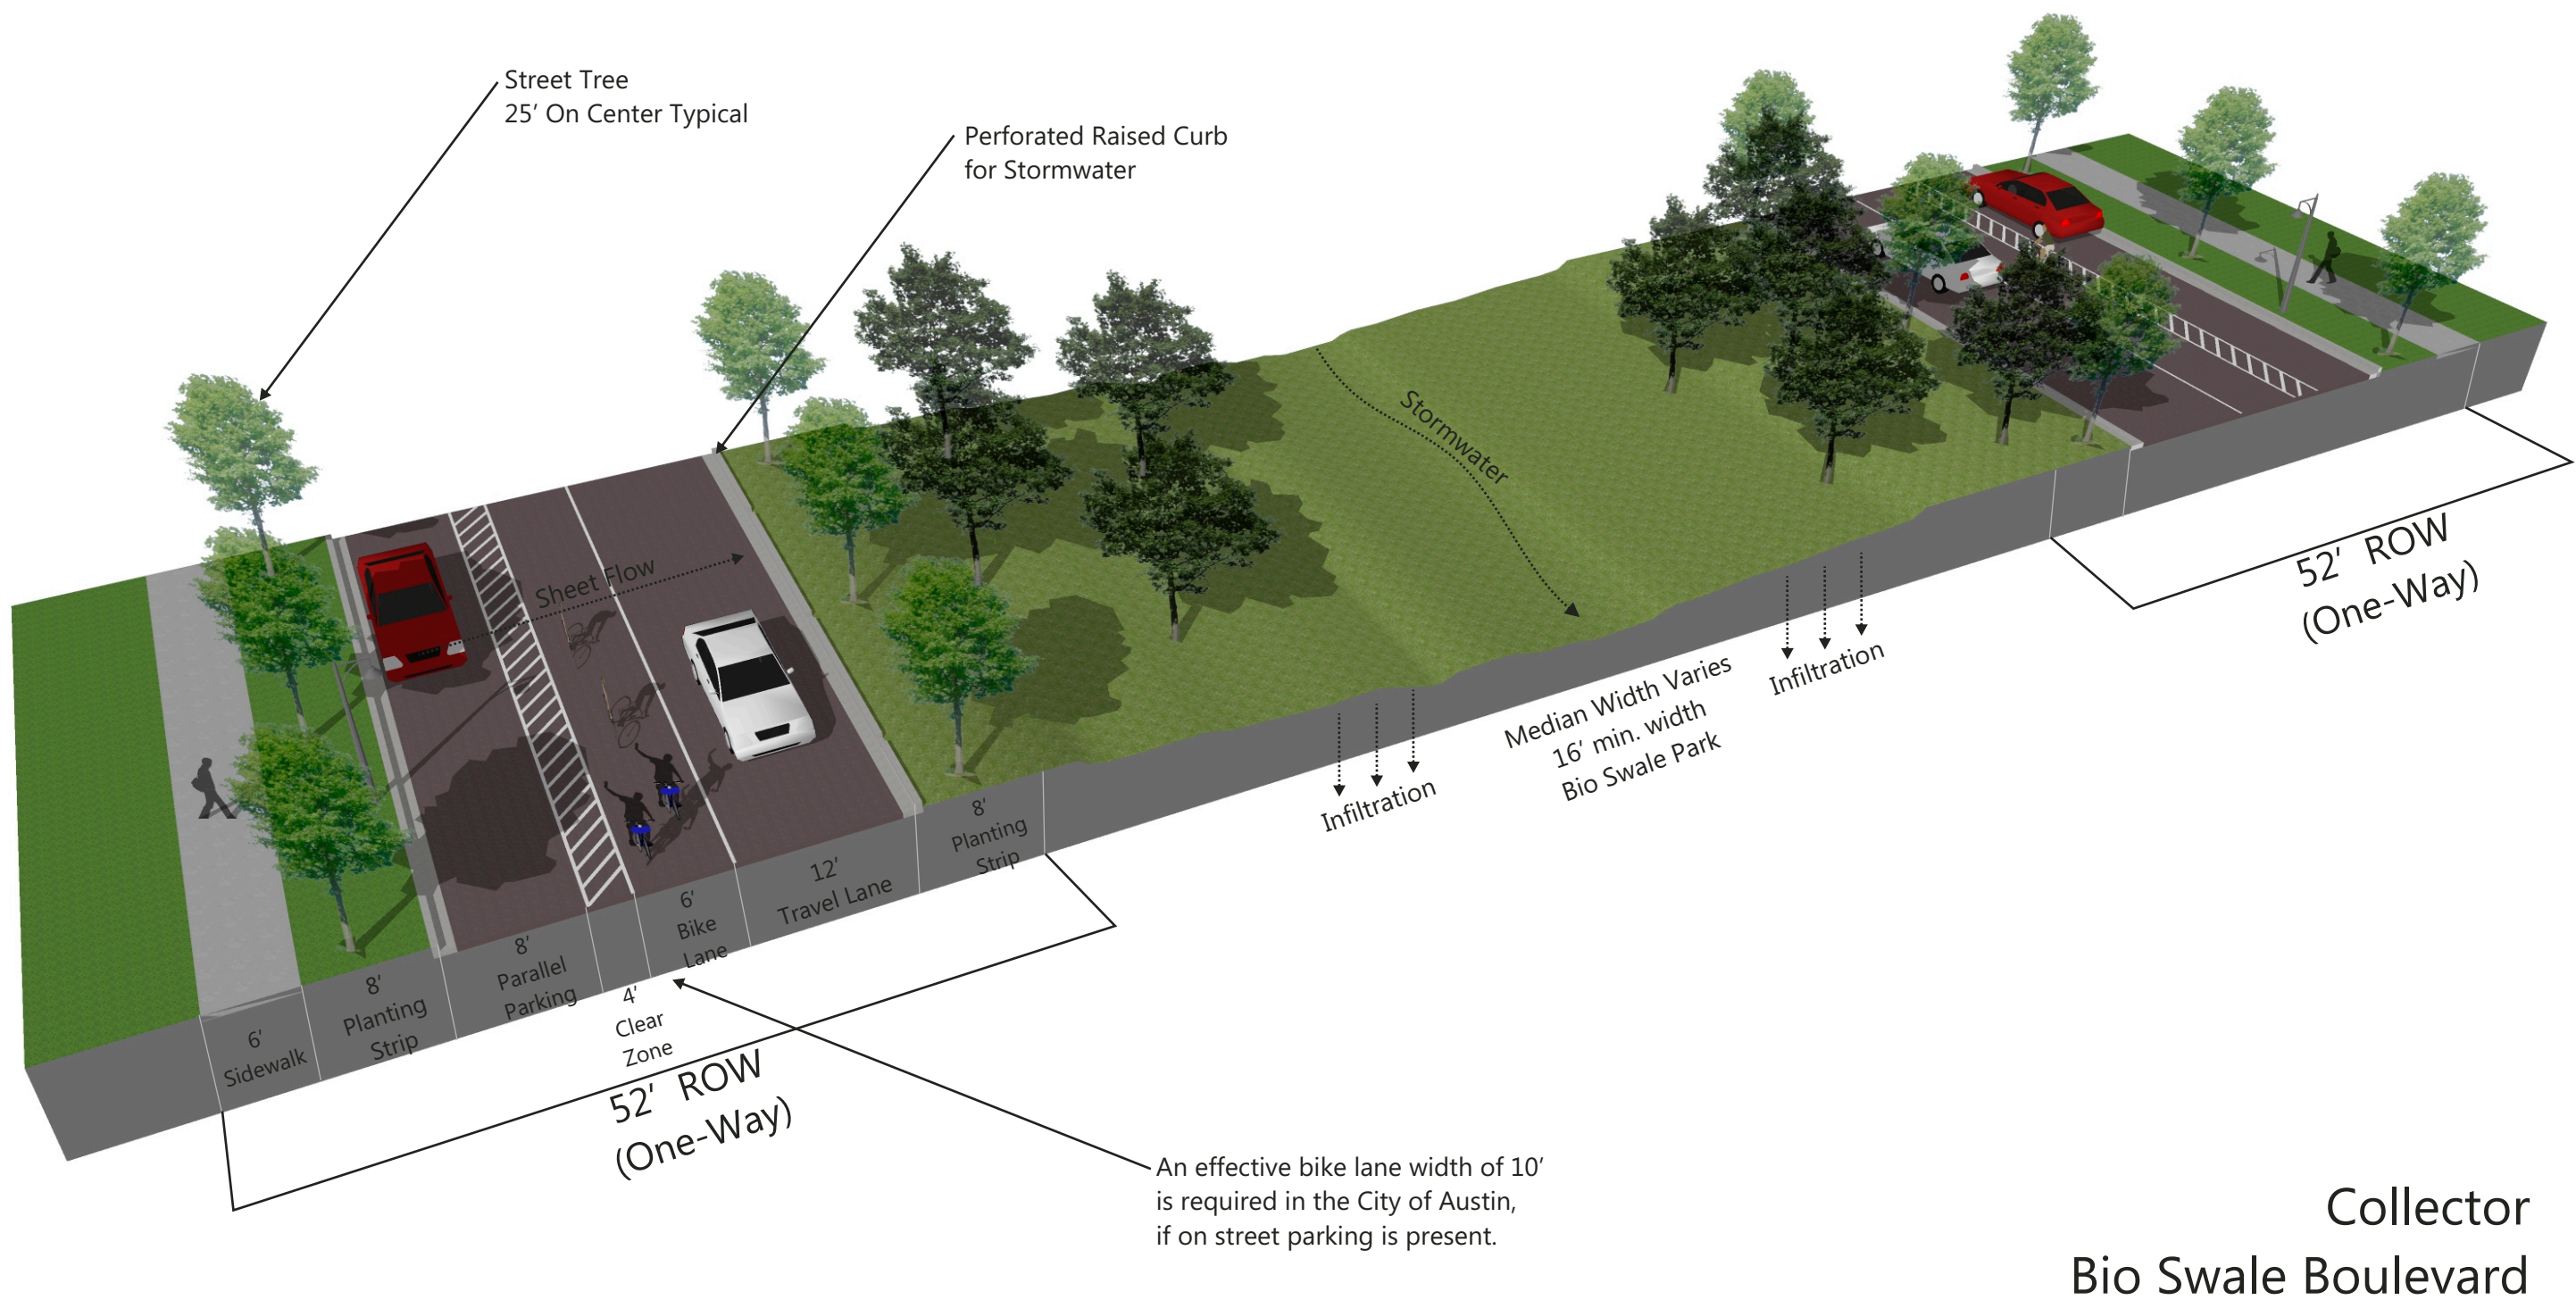 Street Tree
25’ On Center Typical
Perforated Raised Curb
for Stormwater
Stormwater
Sheet Flow
52’ ROW
(One-Way)
Infiltration
Median Width Varies
16’ min. width
Bio Swale Park
Infiltration
8’
Planting
Strip
12’
Travel Lane
6’
Bike
Lane
4’
Clear
Zone
8’
Parallel
Parking
8’
Planting
Strip
6’
Sidewalk
52’ ROW
(One-Way)
An effective bike lane width of 10’
is required in the City of Austin,
if on street parking is present.
Collector
Bio Swale Boulevard